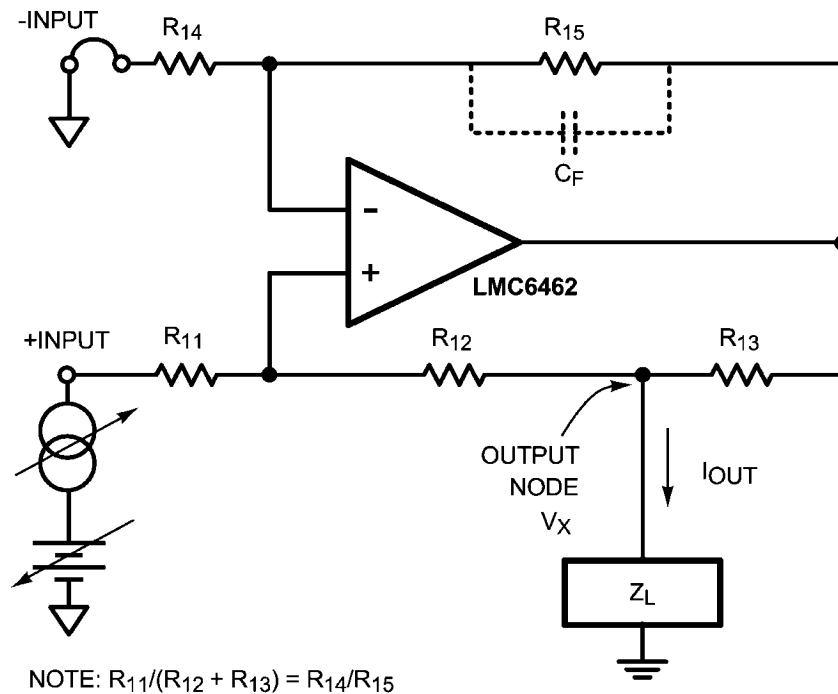 -INPUT
R14
R15
CF
-
+
LMC6462
+INPUT
R11
R12
R13
OUTPUT
NODE
VX
IOUT
ZL
NOTE: R11/(R12 + R13) = R14/R15